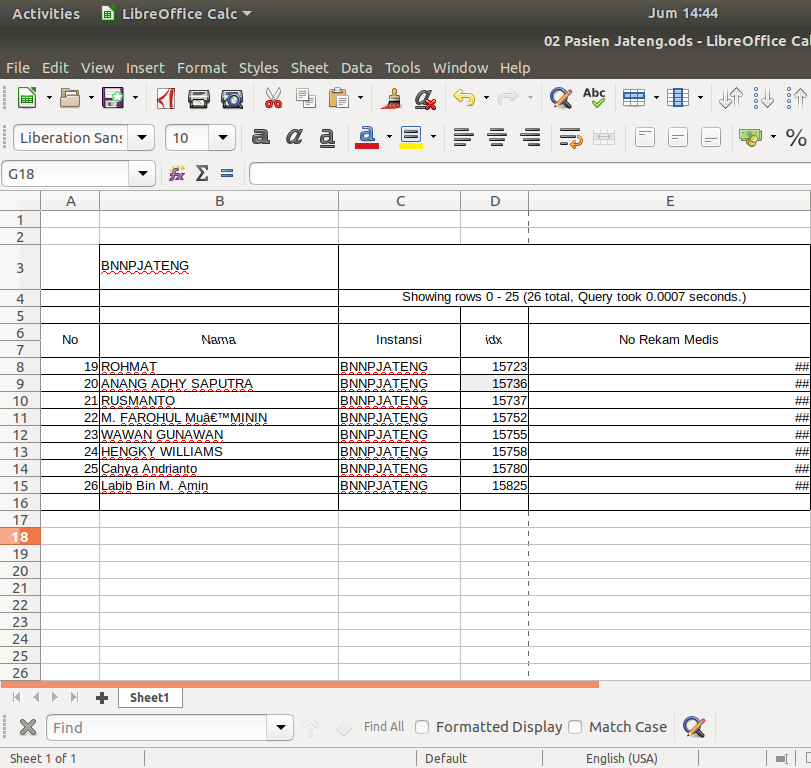 Activities LibreOffice Calc Jum 14:44
02 Pasien Jateng.ods - LibreOffice Cal
File Edit View Insert Format Styles Sheet Data Tools Window Help
Abc
Liberation Sans 10 a a a %
G18 fx Σ =
A B C D E
1
2
3 BNNPJATENG
4 Showing rows 0 - 25 (26 total, Query took 0.0007 seconds.)
5
6 No Nama Instansi idx No Rekam Medis
7
8 19 ROHMAT BNNPJATENG 15723 ##
9 20 ANANG ADHY SAPUTRA BNNPJATENG 15736 ##
10 21 RUSMANTO BNNPJATENG 15737 ##
11 22 M. FAROHUL Muâ€™MININ BNNPJATENG 15752 ##
12 23 WAWAN GUNAWAN BNNPJATENG 15755 ##
13 24 HENGKY WILLIAMS BNNPJATENG 15758 ##
14 25 Cahya Andrianto BNNPJATENG 15780 ##
15 26 Labib Bin M. Amin BNNPJATENG 15825 ##
16
17
18
19
20
21
22
23
24
25
26
Sheet1
Find Find All Formatted Display Match Case
Sheet 1 of 1 Default English (USA)